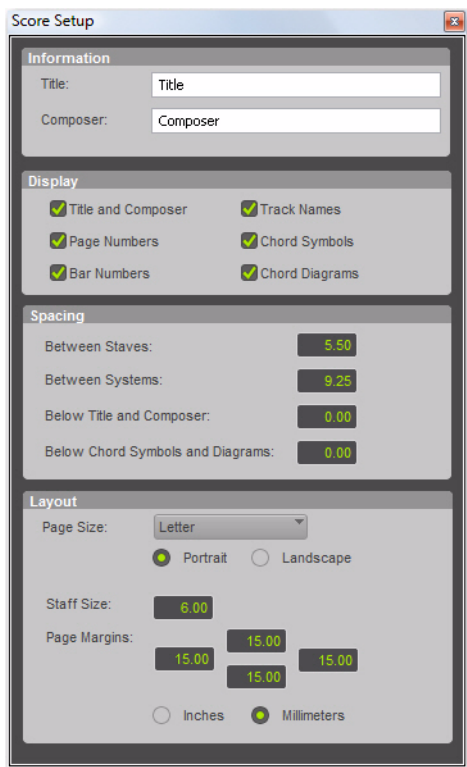 Score Setup
Information
Title: Title
Composer: Composer
Display
Title and Composer Track Names
Page Numbers Chord Symbols
Bar Numbers Chord Diagrams
Spacing
Between Staves: 5.50
Between Systems: 9.25
Below Title and Composer: 0.00
Below Chord Symbols and Diagrams: 0.00
Layout
Page Size: Letter
Portrait Landscape
Staff Size: 6.00
Page Margins: 15.00
15.00 15.00
15.00
Inches Millimeters